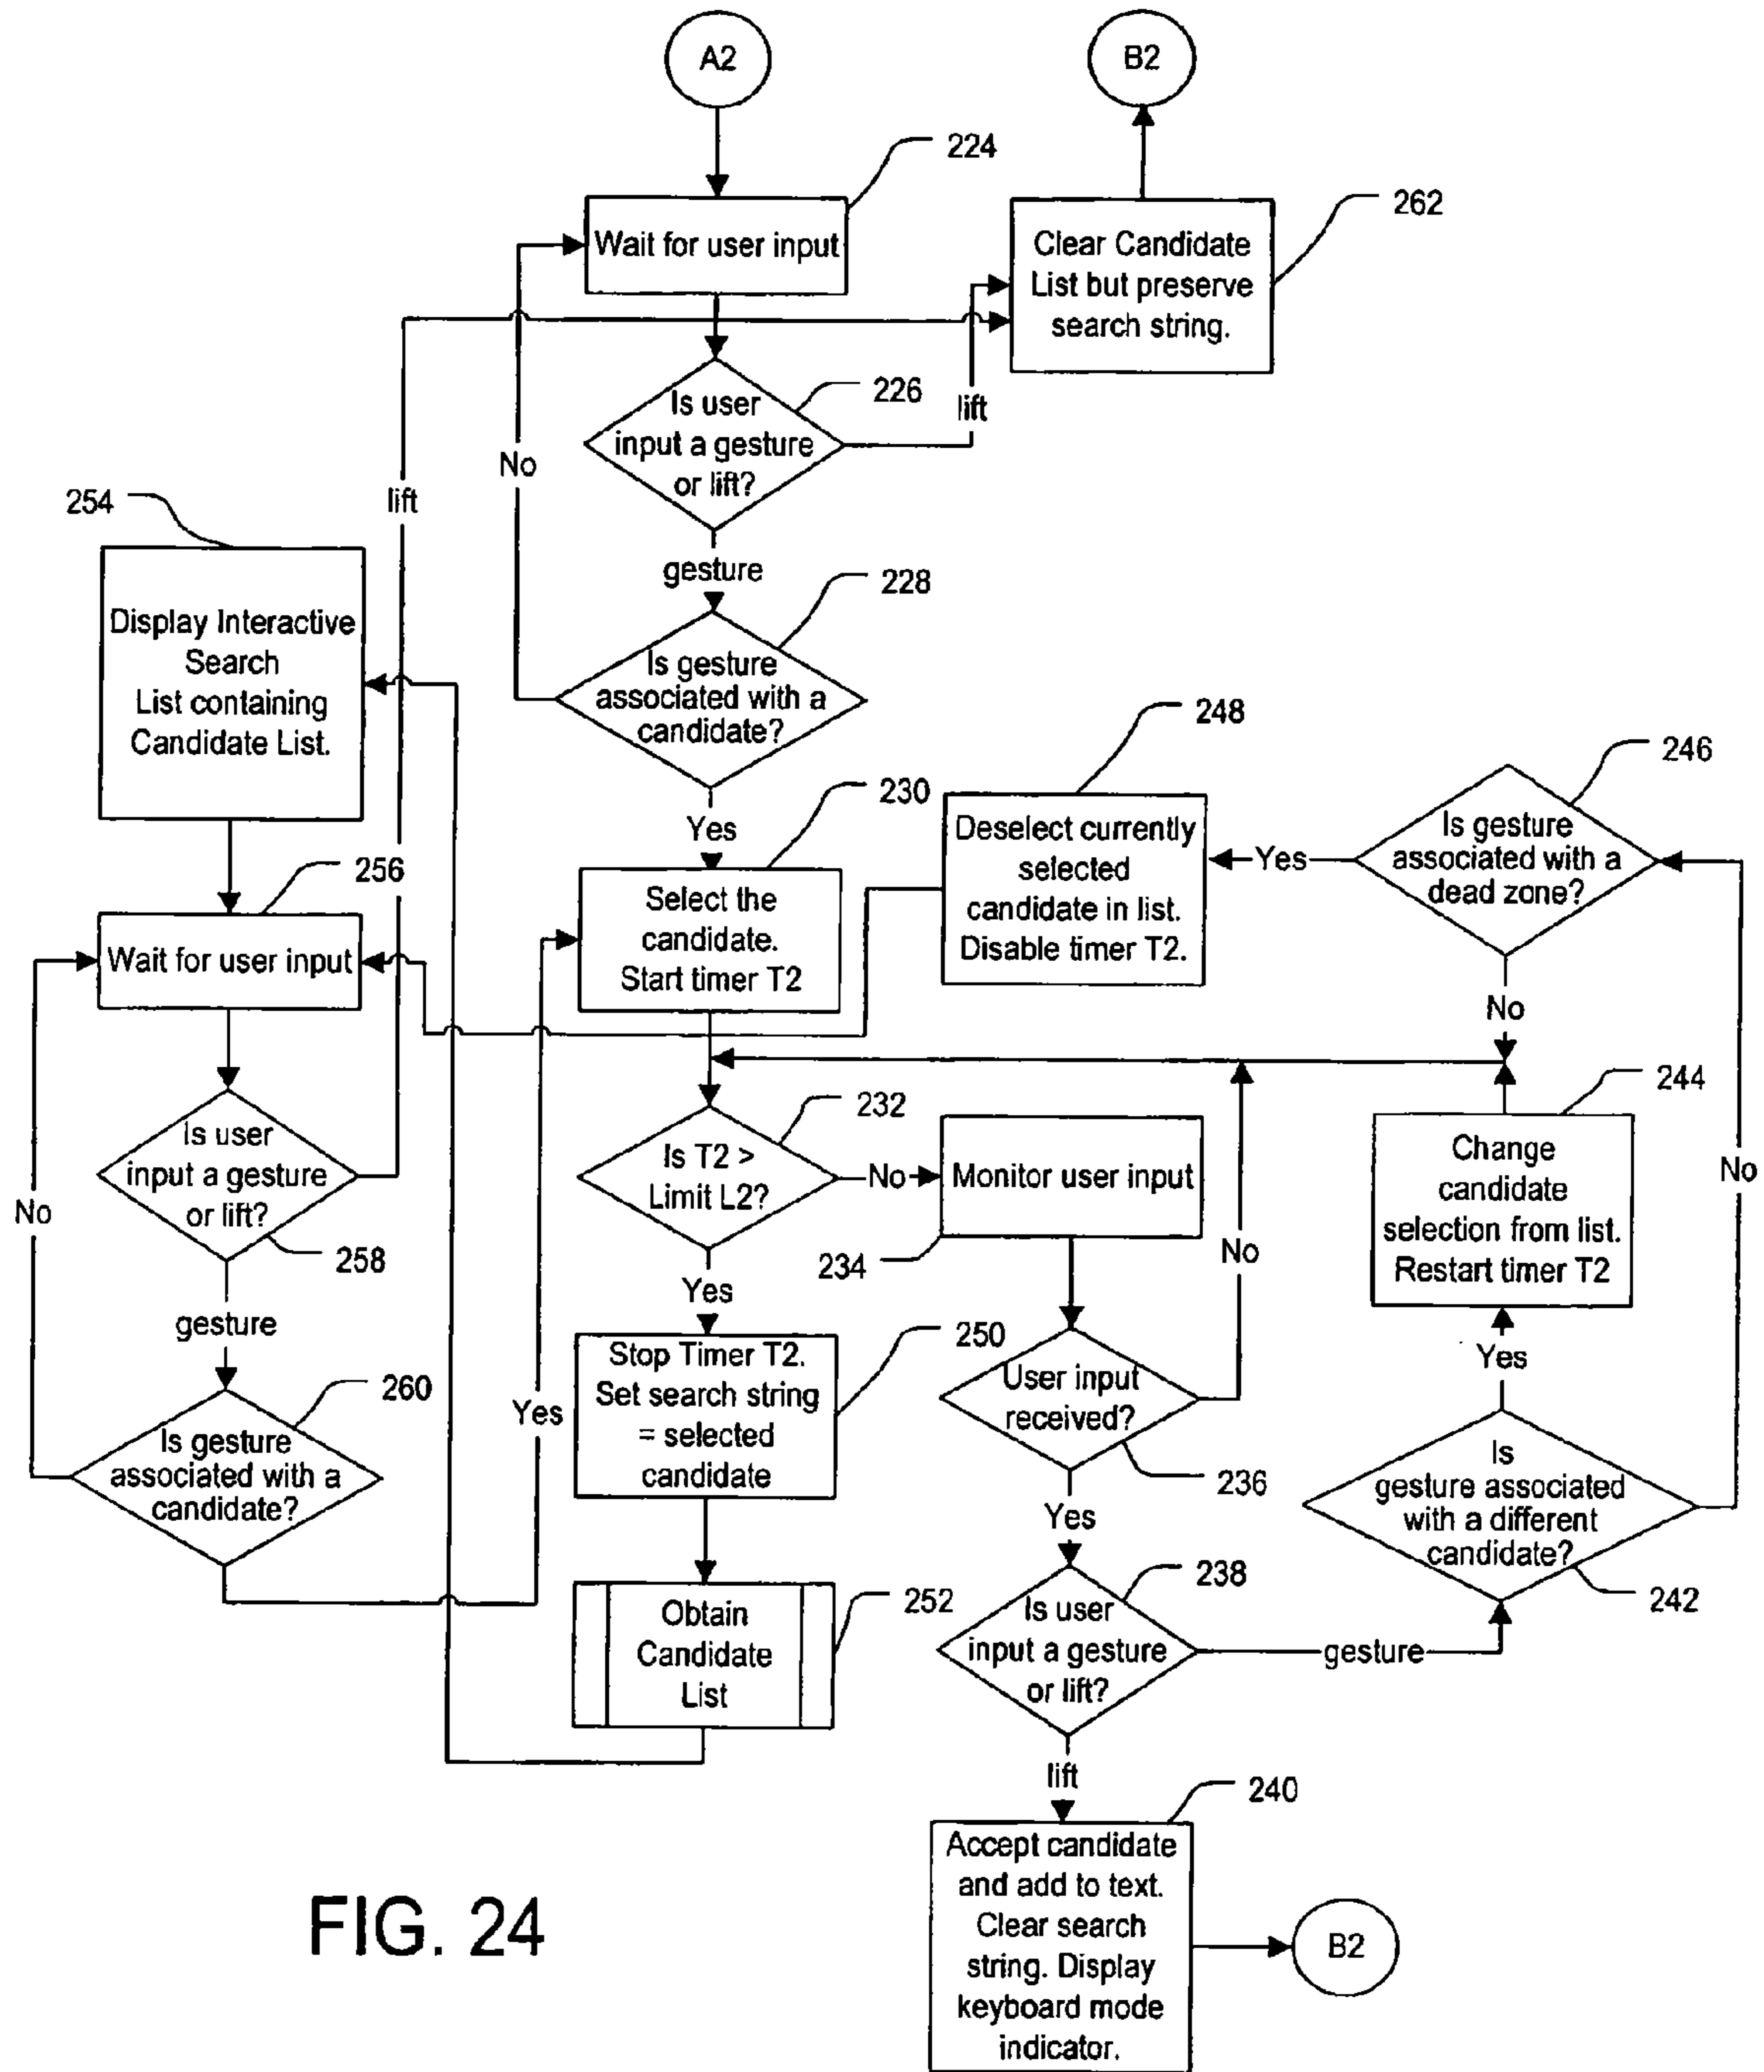 A2
B2
224
Wait for user input
262
Clear Candidate
List but preserve
search string.
226
Is user
input a gesture
or lift?
lift
No
254
lift
gesture
228
Display Interactive
Search
List containing
Candidate List.
Is gesture
associated with a
candidate?
248
246
230
Yes
Deselect currently
selected
candidate in list.
Disable timer T2.
Yes
Is gesture
associated with a
dead zone?
256
Select the
candidate.
Start timer T2
Wait for user input
No
244
232
Is user
input a gesture
or lift?
Is T2 >
Limit L2?
No
Monitor user input
Change
candidate
selection from list.
Restart timer T2
No
No
258
234
No
Yes
gesture
250
Stop Timer T2.
Set search string
= selected
candidate
User input
received?
Yes
260
Yes
Is gesture
associated with a
candidate?
236
Is
gesture associated
with a different
candidate?
Yes
238
252
242
Obtain
Candidate
List
Is user
input a gesture
or lift?
gesture
lift
240
Accept candidate
and add to text.
Clear search
string. Display
keyboard mode
indicator.
B2
FIG. 24